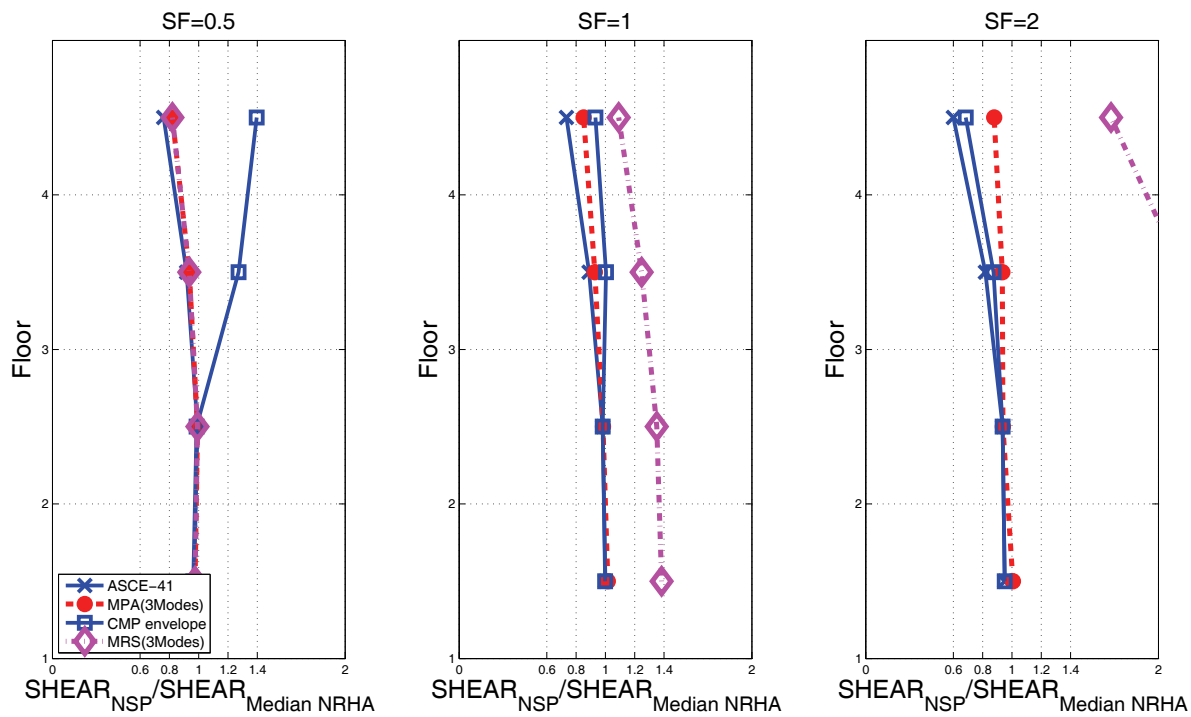 SF=0.5
4
3
2
1
0 0.6 0.8 1 1.2 1.4 2
Floor
SHEAR_NSP/SHEAR_Median NRHA
ASCE−41
MPA(3Modes)
CMP envelope
MRS(3Modes)
SF=1
4
3
2
1
0 0.6 0.8 1 1.2 1.4 2
Floor
SHEAR_NSP/SHEAR_Median NRHA
SF=2
4
3
2
1
0 0.6 0.8 1 1.2 1.4 2
Floor
SHEAR_NSP/SHEAR_Median NRHA